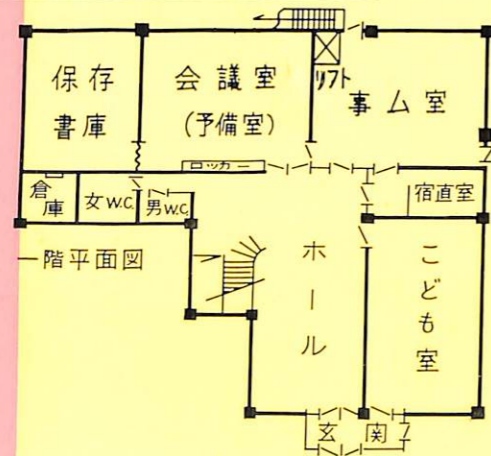 保存
書庫
会議室
(予備室)
リフト
事ム室
ロッカー
倉
庫
女W.C.
男W.C.
宿直室
一階平面図
ホール
こども室
玄関